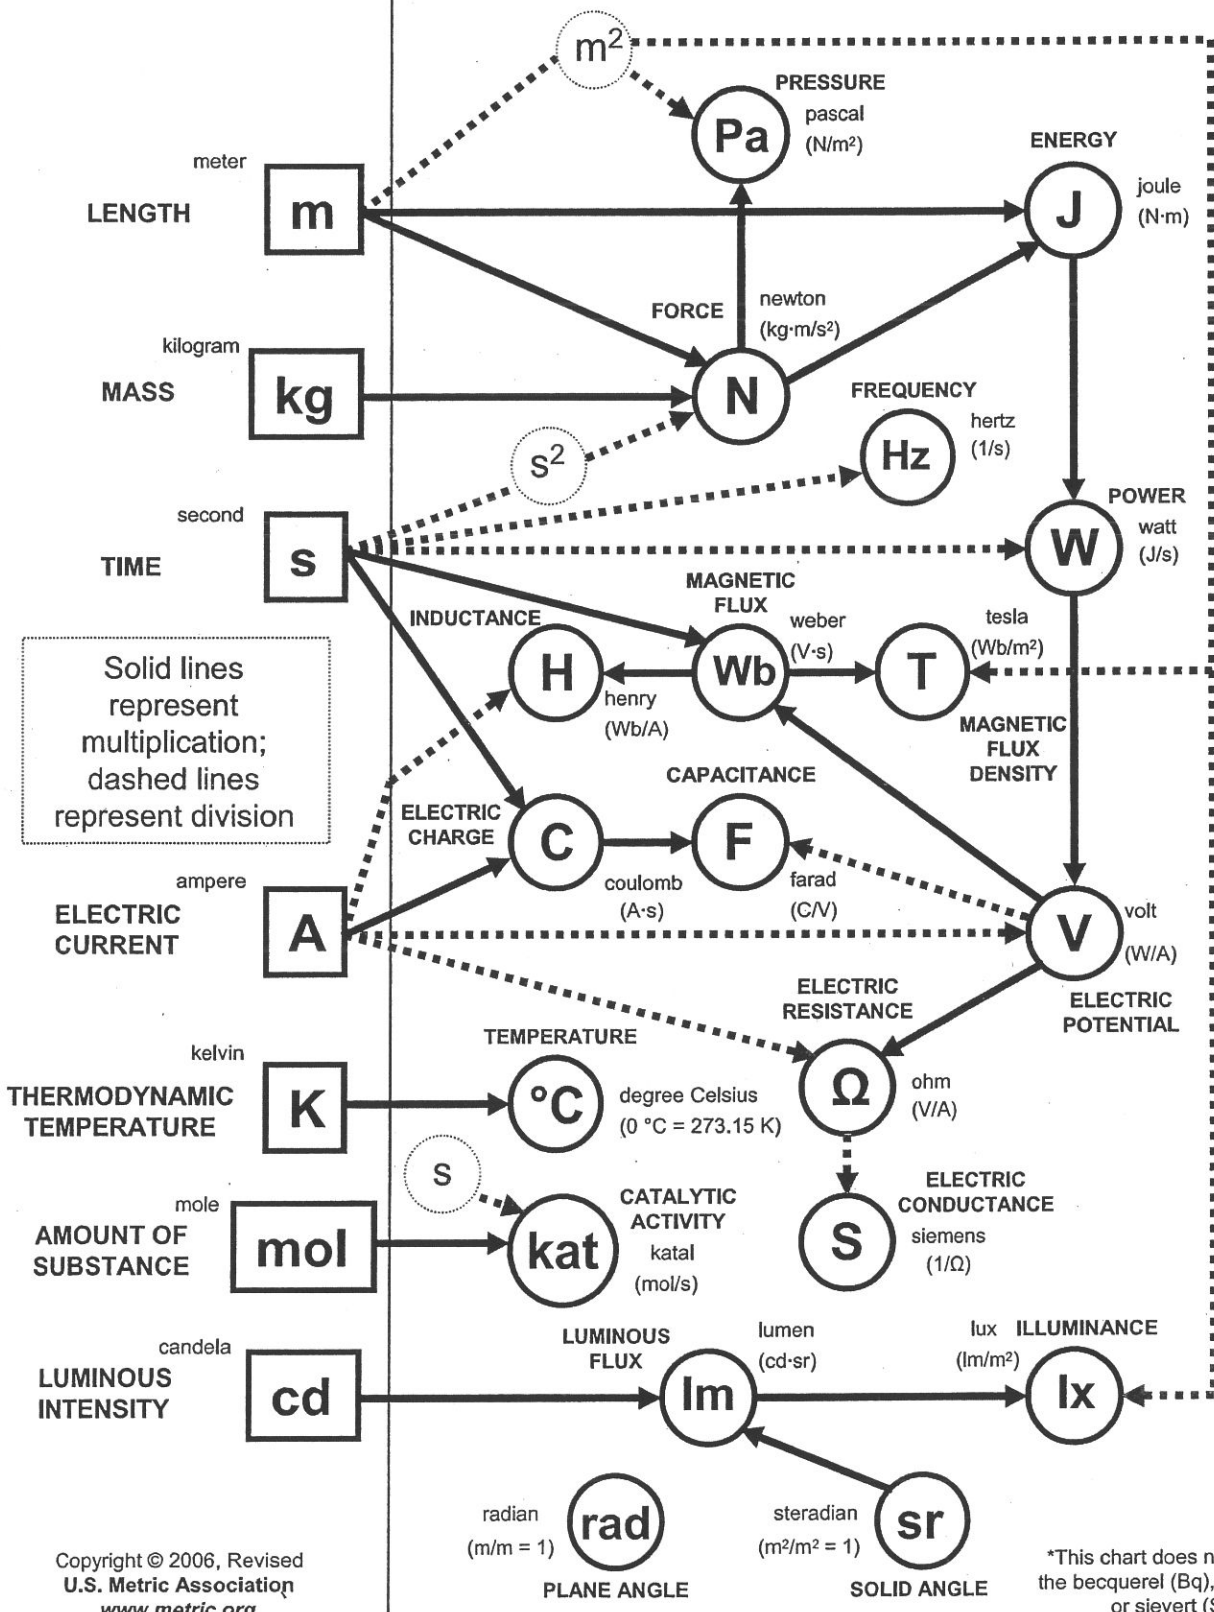 m²
PRESSURE
pascal
(N/m²)
Pa
ENERGY
joule
(N·m)
J
meter
LENGTH
m
FORCE
newton
(kg·m/s²)
N
kilogram
MASS
kg
FREQUENCY
hertz
(1/s)
Hz
s²
second
TIME
s
POWER
watt
(J/s)
W
MAGNETIC
FLUX
weber
(V·s)
Wb
INDUCTANCE
H
henry
(Wb/A)
tesla
(Wb/m²)
T
MAGNETIC
FLUX
DENSITY
Solid lines
represent
multiplication;
dashed lines
represent division
CAPACITANCE
F
farad
(C/V)
ELECTRIC
CHARGE
C
coulomb
(A·s)
ampere
ELECTRIC
CURRENT
A
volt
(W/A)
V
ELECTRIC
POTENTIAL
ELECTRIC
RESISTANCE
Ω
ohm
(V/A)
kelvin
THERMODYNAMIC
TEMPERATURE
K
TEMPERATURE
°C
degree Celsius
(0 °C = 273.15 K)
s
mole
AMOUNT OF
SUBSTANCE
mol
CATALYTIC
ACTIVITY
katal
(mol/s)
kat
ELECTRIC
CONDUCTANCE
siemens
(1/Ω)
S
candela
LUMINOUS
INTENSITY
cd
LUMINOUS
FLUX
lumen
(cd·sr)
lm
lux ILLUMINANCE
(lm/m²)
lx
radian
(m/m = 1)
rad
PLANE ANGLE
steradian
(m²/m² = 1)
sr
SOLID ANGLE
Copyright © 2006, Revised
U.S. Metric Association
www.metric.org
*This chart does n
the becquerel (Bq),
or sievert (S